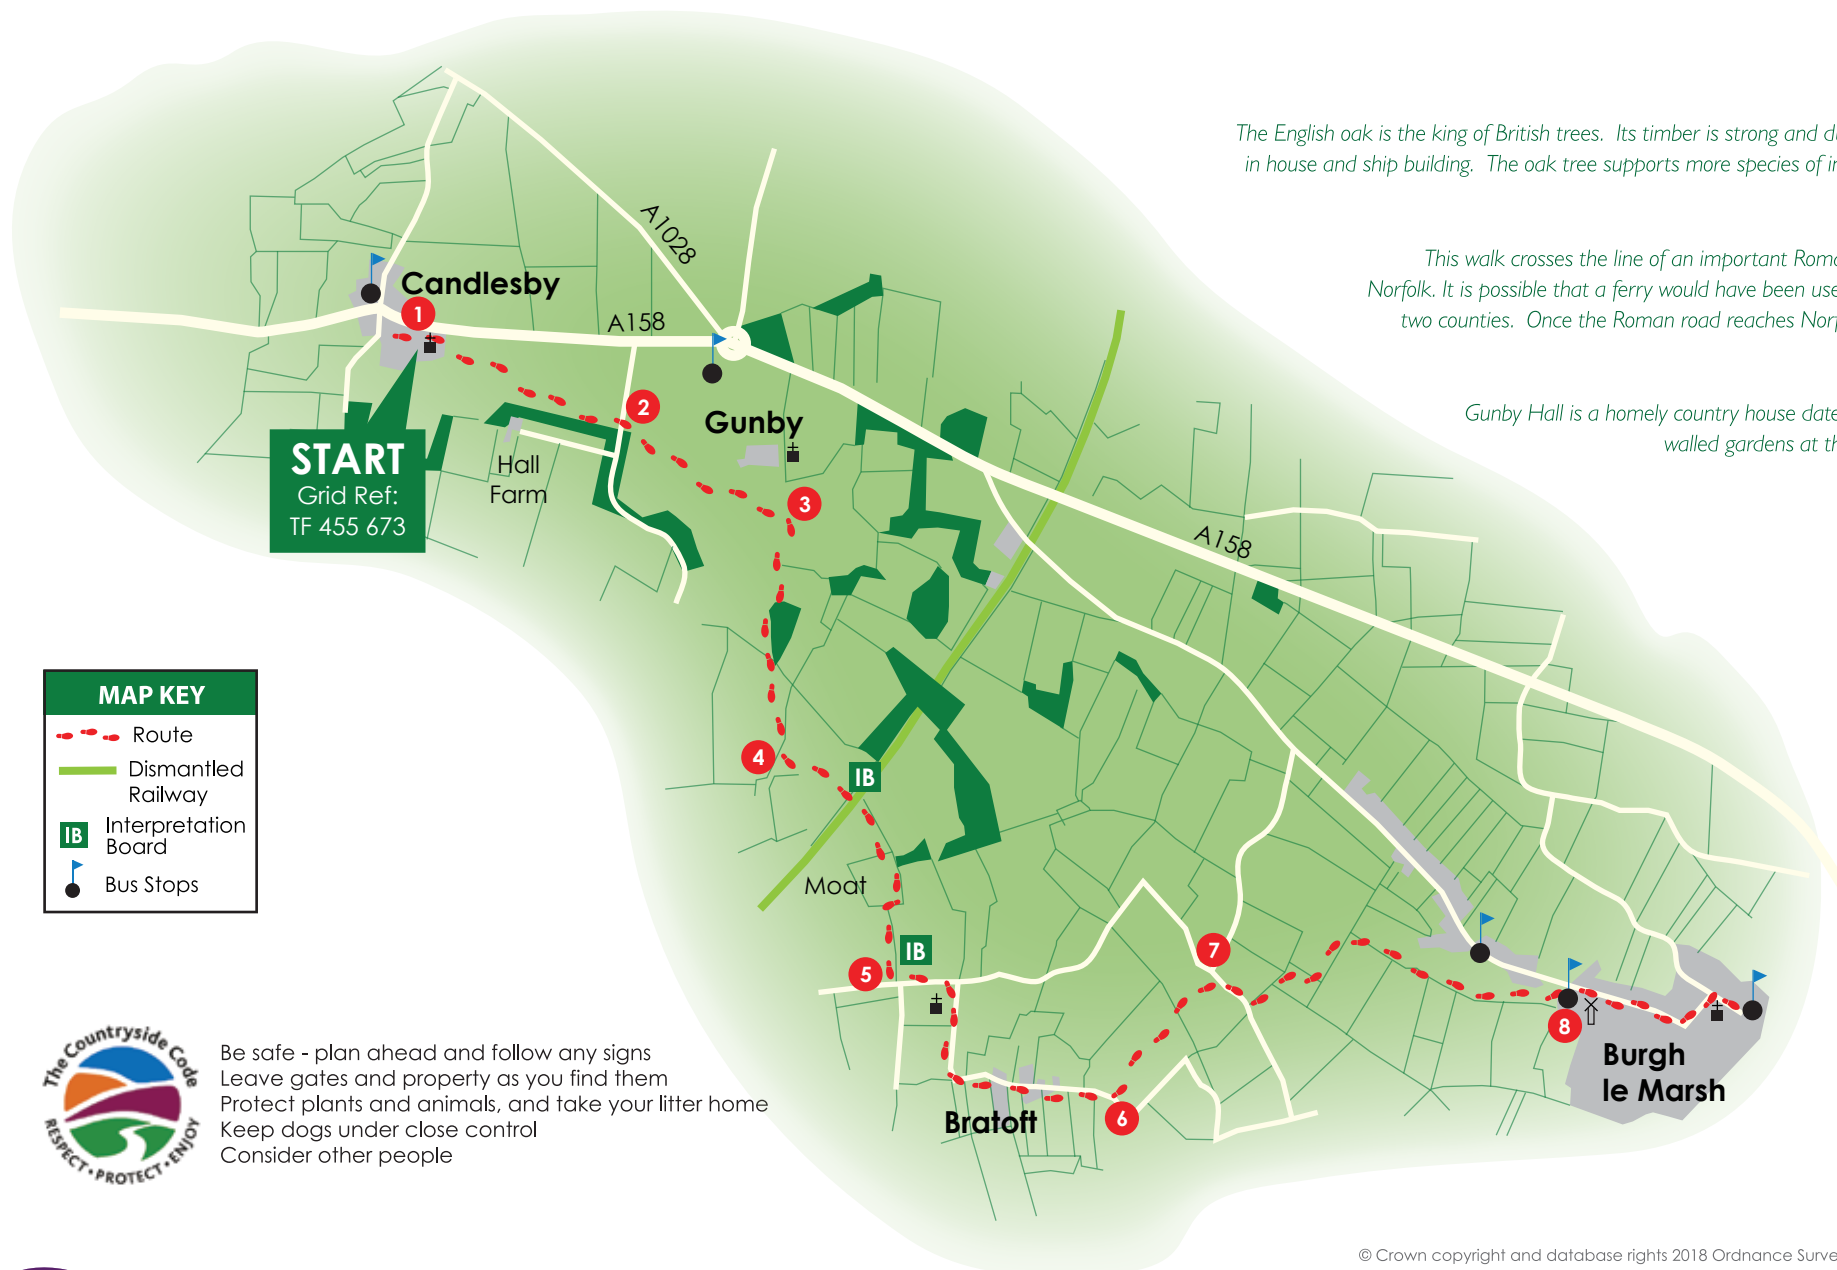 The English oak is the king of British trees. Its timber is strong and
in house and ship building. The oak tree supports more species of
This walk crosses the line of an important
Norfolk. It is possible that a ferry would have been
two counties. Once the Roman road reaches
Gunby Hall is a homely country house
walled gardens at
A1028
Candlesby
1
A158
2
Gunby
3
START
Grid Ref:
TF 455 673
Hall
Farm
A158
MAP KEY
Route
Dismantled
Railway
IB
Interpretation
Board
Bus Stops
4
IB
Moat
IB
5
7
8
Burgh
le Marsh
Bratoft
6
The Countryside Code
RESPECT • PROTECT • ENJOY
Be safe - plan ahead and follow any signs
Leave gates and property as you find them
Protect plants and animals, and take your litter home
Keep dogs under close control
Consider other people
© Crown copyright and database rights 2018 Ordnance